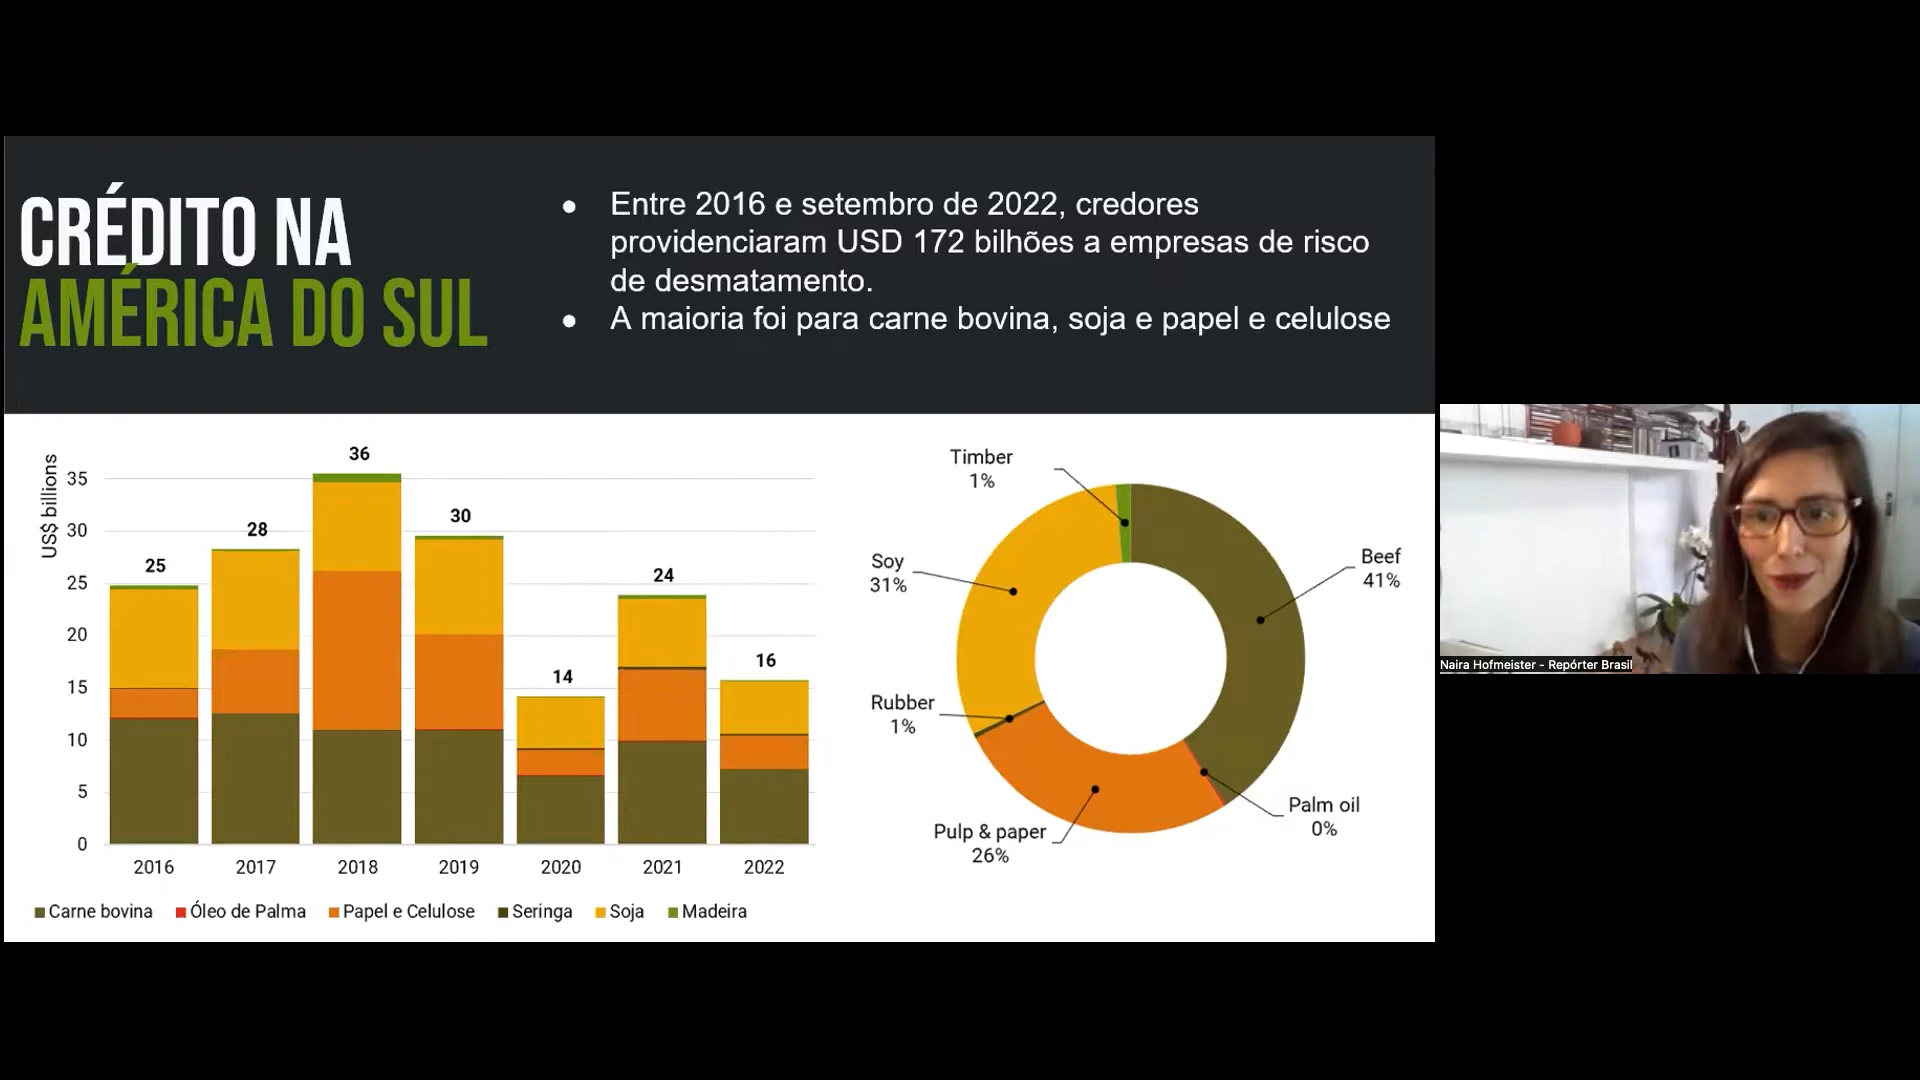 CRÉDITO NA
AMÉRICA DO SUL
● Entre 2016 e setembro de 2022, credores
providenciaram USD 172 bilhões a empresas de risco
de desmatamento.
● A maioria foi para carne bovina, soja e papel e celulose
US$ billions
35
30
25
20
15
10
5
0
25
28
36
30
14
24
16
2016 2017 2018 2019 2020 2021 2022
Carne bovina Óleo de Palma Papel e Celulose Seringa Soja Madeira
Timber
1%
Soy
31%
Beef
41%
Rubber
1%
Palm oil
0%
Pulp & paper
26%
Naira Hofmeister - Repórter Brasil